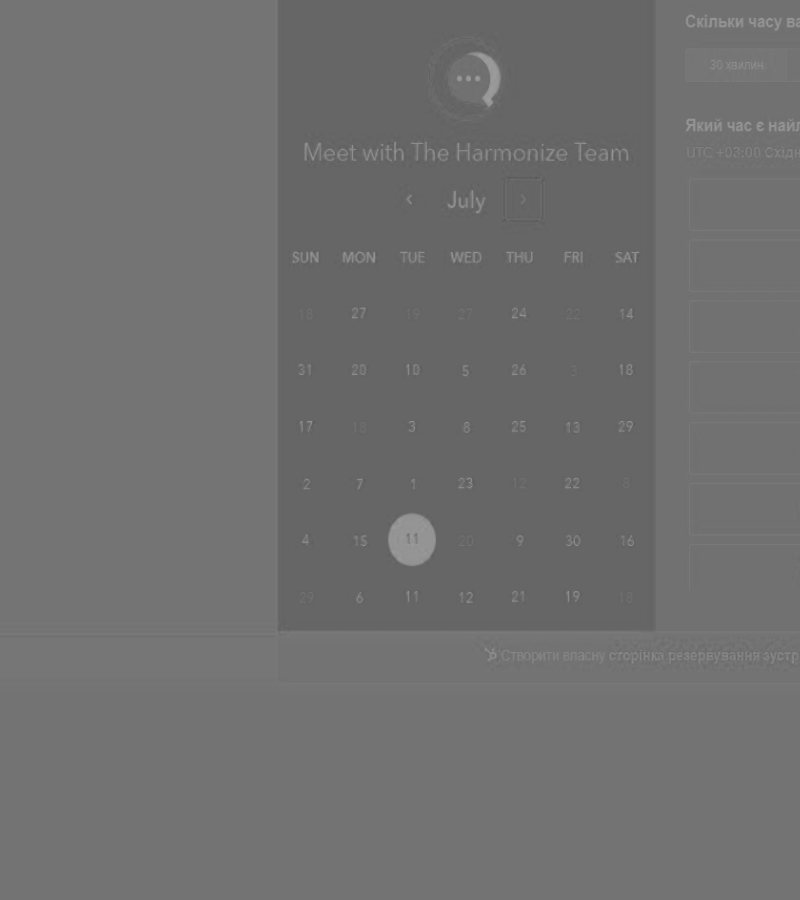 Скільки часу ва
30 хвилин
Meet with The Harmonize Team
Який час є найл
UTC +03:00 Східн
July
SUN MON TUE WED THU FRI SAT
18 27 19 27 24 22 14
31 20 10 5 26 3 18
17 18 3 8 25 13 29
2 7 1 23 12 22 8
4 15 11 20 9 30 16
29 6 11 12 21 19 18
Створити власну сторінка резервування зустр